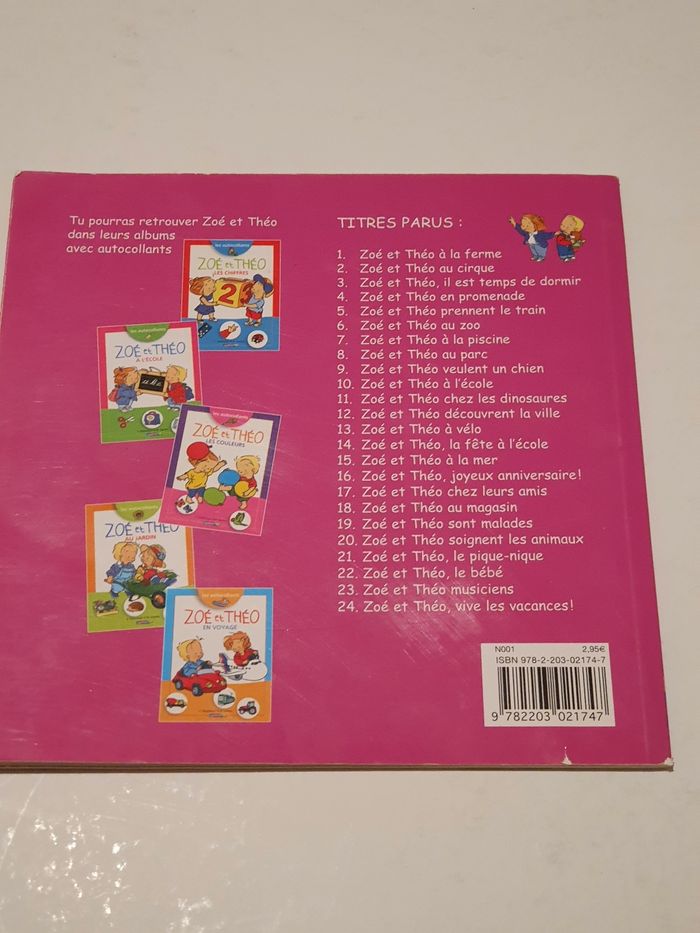 Tu pourras retrouver Zoé et Théo
dans leurs albums
avec autocollants
les autocollants
ZOÉ et THÉO
LES CHIFFRES
23
les autocollants
ZOÉ et THÉO
À L'ÉCOLE
a b c
les autocollants
ZOÉ et THÉO
LES COULEURS
ZOÉ et THÉO
AU JARDIN
les autocollants
ZOÉ et THÉO
EN VOYAGE
TITRES PARUS :
1. Zoé et Théo à la ferme
2. Zoé et Théo au cirque
3. Zoé et Théo, il est temps de dormir
4. Zoé et Théo en promenade
5. Zoé et Théo prennent le train
6. Zoé et Théo au zoo
7. Zoé et Théo à la piscine
8. Zoé et Théo au parc
9. Zoé et Théo veulent un chien
10. Zoé et Théo à l'école
11. Zoé et Théo chez les dinosaures
12. Zoé et Théo découvrent la ville
13. Zoé et Théo à vélo
14. Zoé et Théo, la fête à l'école
15. Zoé et Théo à la mer
16. Zoé et Théo, joyeux anniversaire!
17. Zoé et Théo chez leurs amis
18. Zoé et Théo au magasin
19. Zoé et Théo sont malades
20. Zoé et Théo soignent les animaux
21. Zoé et Théo, le pique-nique
22. Zoé et Théo, le bébé
23. Zoé et Théo musiciens
24. Zoé et Théo, vive les vacances!
N001 2,95€
ISBN 978-2-203-02174-7
9 782203 021747